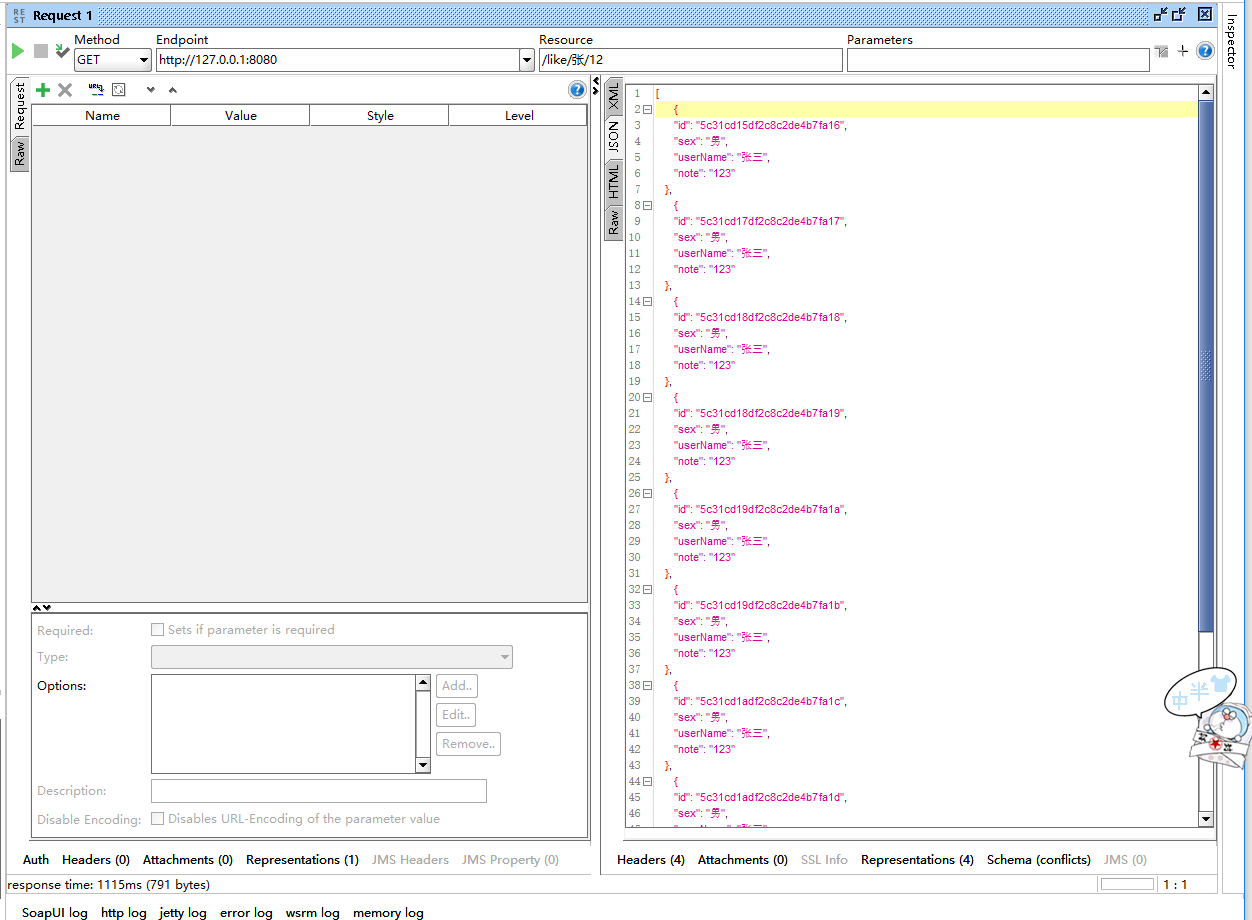 RE
ST
Request 1
Method
Endpoint
Resource
Parameters
GET
http://127.0.0.1:8080
/like/张/12
Inspector
Request
Raw
Name Value Style Level
XML
JSON
HTML
Raw
1 [
2 {
3 "id": "5c31cd15df2c8c2de4b7fa16",
4 "sex": "男",
5 "userName": "张三",
6 "note": "123"
7 },
8 {
9 "id": "5c31cd17df2c8c2de4b7fa17",
10 "sex": "男",
11 "userName": "张三",
12 "note": "123"
13 },
14 {
15 "id": "5c31cd18df2c8c2de4b7fa18",
16 "sex": "男",
17 "userName": "张三",
18 "note": "123"
19 },
20 {
21 "id": "5c31cd18df2c8c2de4b7fa19",
22 "sex": "男",
23 "userName": "张三",
24 "note": "123"
25 },
26 {
27 "id": "5c31cd19df2c8c2de4b7fa1a",
28 "sex": "男",
29 "userName": "张三",
30 "note": "123"
31 },
32 {
33 "id": "5c31cd19df2c8c2de4b7fa1b",
34 "sex": "男",
35 "userName": "张三",
36 "note": "123"
37 },
38 {
39 "id": "5c31cd1adf2c8c2de4b7fa1c",
40 "sex": "男",
41 "userName": "张三",
42 "note": "123"
43 },
44 {
45 "id": "5c31cd1adf2c8c2de4b7fa1d",
46 "sex": "男",
Required: Sets if parameter is required
Type:
Options:
Add..
Edit..
Remove..
Description:
Disable Encoding: Disables URL-Encoding of the parameter value
中 半
Auth Headers (0) Attachments (0) Representations (1) JMS Headers JMS Property (0)
Headers (4) Attachments (0) SSL Info Representations (4) Schema (conflicts) JMS (0)
response time: 1115ms (791 bytes)
1 : 1
SoapUI log http log jetty log error log wsrm log memory log